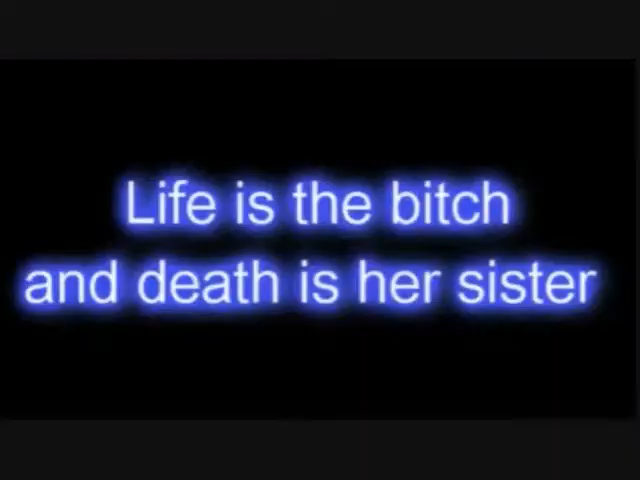 Life is the bitch
and death is her sister